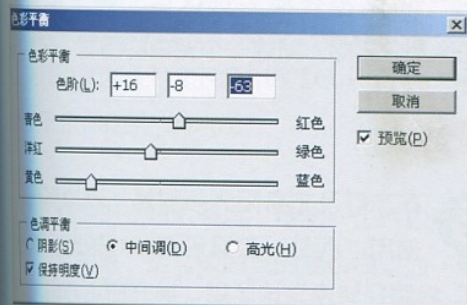 色彩平衡
色彩平衡
色阶(L): +16 -8 -63
青色 红色
洋红 绿色
黄色 蓝色
色调平衡
阴影(S) 中间调(D) 高光(H)
保持明度(V)
确定
取消
预览(P)